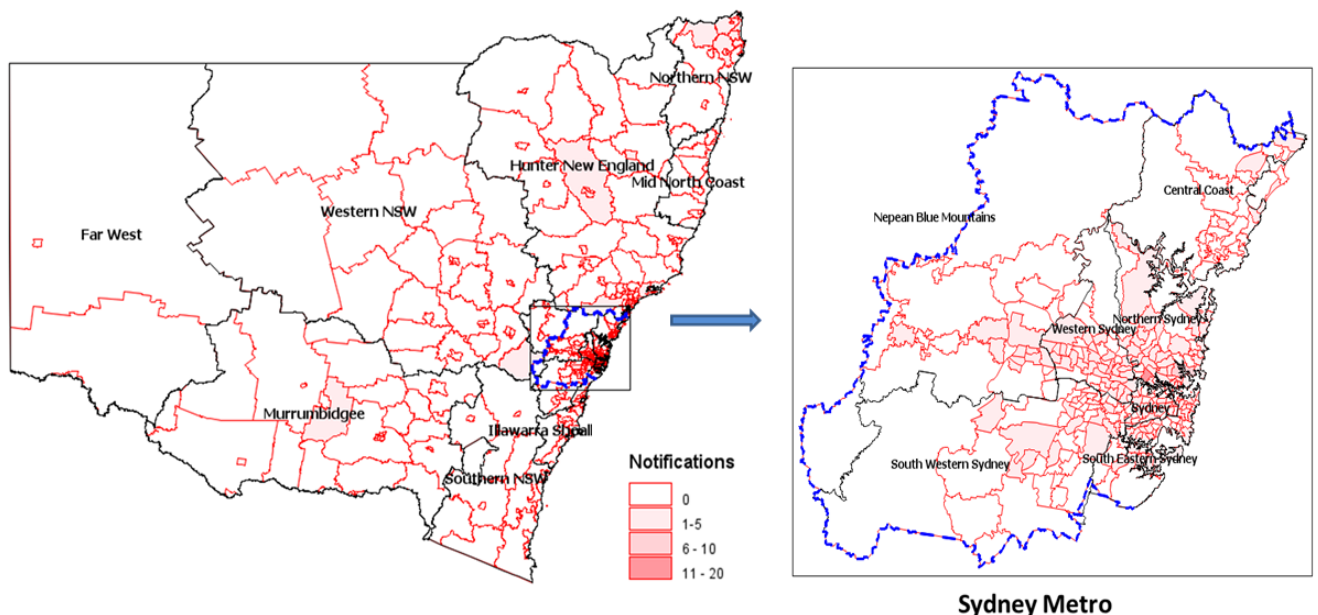 Northern NSW
Hunter New England
Mid North Coast
Western NSW
Far West
Murrumbidgee
Illawarra Shoall
Southern NSW
Notifications
0
1-5
6 - 10
11 - 20
Central Coast
Nepean Blue Mountains
Northern Sydney
Western Sydney
Sydney
South Western Sydney
South Eastern Sydney
Sydney Metro